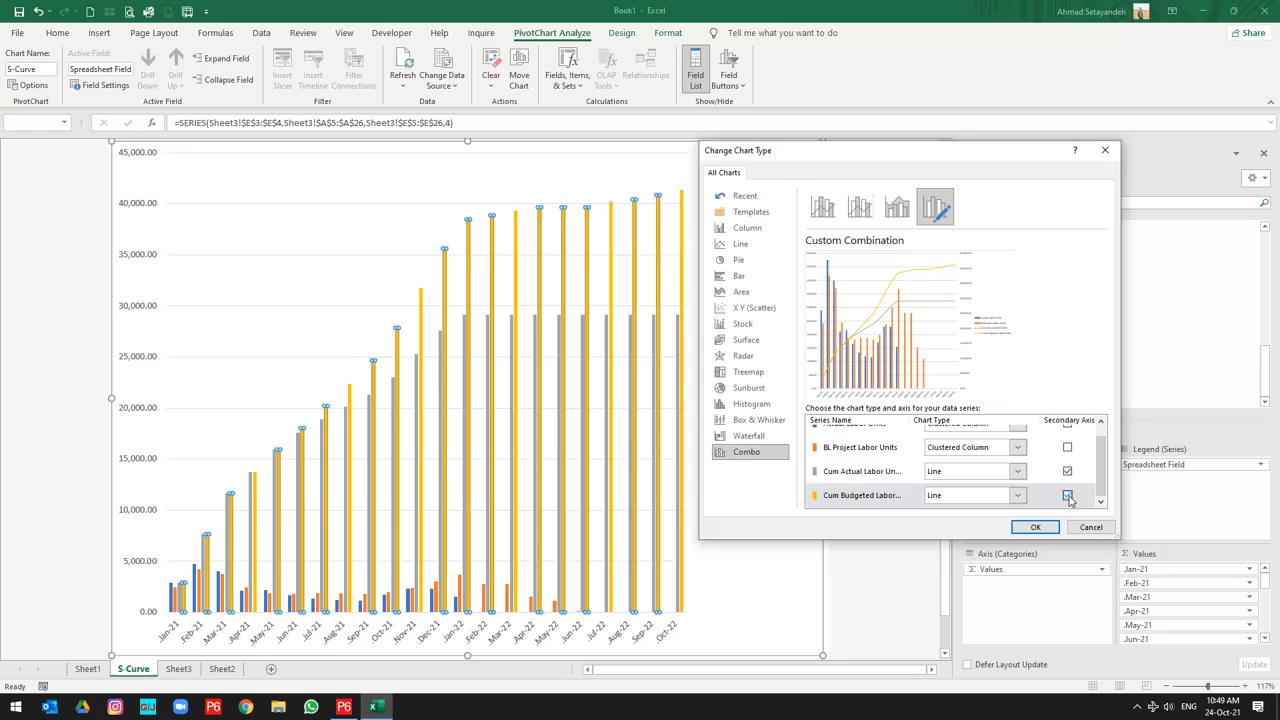 Book1 - Excel
Ahmad Setayandeh
File Home Insert Page Layout Formulas Data Review View Developer Help Inquire PivotChart Analyze Design Format Tell me what you want to do Share
Chart Name:
S-Curve
Options
PivotChart
Active Field:
Spreadsheet Field
Field Settings
Drill Down
Drill Up
Expand Field
Collapse Field
Active Field
Insert Slicer
Insert Timeline
Filter Connections
Filter
Refresh
Change Data Source
Data
Clear
Move Chart
Actions
Fields, Items, & Sets
OLAP Tools
Relationships
Calculations
Field List
Field Buttons
Show/Hide
=SERIES(Sheet3!$E$3:$E$4,Sheet3!$A$5:$A$26,Sheet3!$E$5:$E$26,4)
45,000.00
40,000.00
35,000.00
30,000.00
25,000.00
20,000.00
15,000.00
10,000.00
5,000.00
0.00
.Jan-21 .Feb-21 .Mar-21 .Apr-21 .May-21 .Jun-21 .Jul-21 .Aug-21 .Sep-21 .Oct-21 .Nov-21 .Dec-21 .Jan-22 .Feb-22 .Mar-22 .Apr-22 .May-22 .Jun-22 .Jul-22 .Aug-22 .Sep-22 .Oct-22
Change Chart Type
All Charts
Recent
Templates
Column
Line
Pie
Bar
Area
X Y (Scatter)
Stock
Surface
Radar
Treemap
Sunburst
Histogram
Box & Whisker
Waterfall
Combo
Custom Combination
Choose the chart type and axis for your data series:
Series Name Chart Type Secondary Axis
BL Project Labor Units Clustered Column
Cum Actual Labor Un... Line
Cum Budgeted Labor... Line
OK Cancel
Legend (Series)
Spreadsheet Field
Axis (Categories)
Values
Values
.Jan-21
.Feb-21
.Mar-21
.Apr-21
.May-21
.Jun-21
Defer Layout Update Update
Sheet1 S-Curve Sheet3 Sheet2
Ready
117%
10:49 AM
24-Oct-21